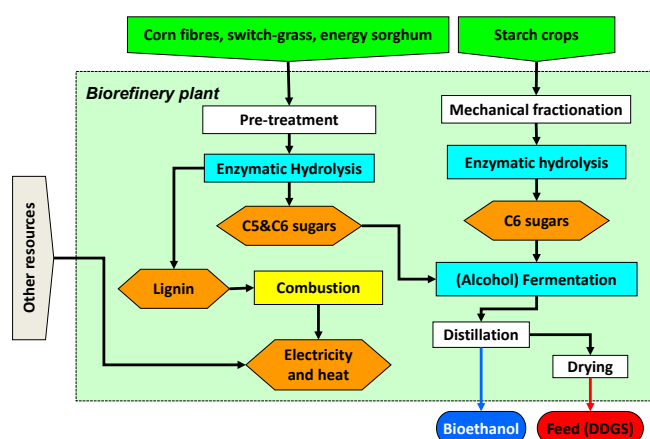 Corn fibres, switch-grass, energy sorghum
Starch crops
Biorefinery plant
Pre-treatment
Mechanical fractionation
Enzymatic Hydrolysis
Enzymatic hydrolysis
C5&C6 sugars
C6 sugars
Other resources
Lignin
Combustion
(Alcohol) Fermentation
Electricity
and heat
Distillation
Drying
Bioethanol
Feed (DDGS)